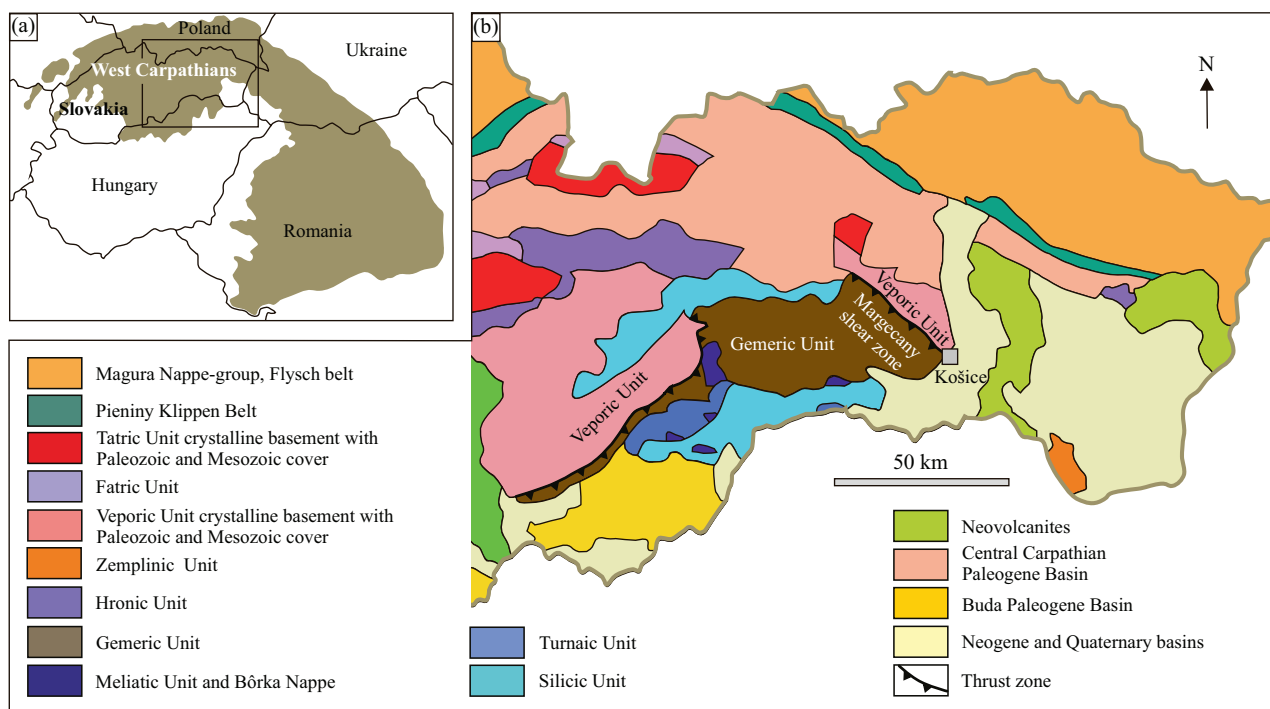 (a)
Poland
Ukraine
West Carpathians
Slovakia
Hungary
Romania
(b)
N
Veporic Unit
Margecany
shear zone
Gemeric Unit
Košice
Veporic Unit
50 km
Magura Nappe-group, Flysch belt
Pieniny Klippen Belt
Tatric Unit crystalline basement with
Paleozoic and Mesozoic cover
Fatric Unit
Veporic Unit crystalline basement with
Paleozoic and Mesozoic cover
Zemplinic Unit
Hronic Unit
Gemeric Unit
Meliatic Unit and Bôrka Nappe
Turnaic Unit
Silicic Unit
Neovolcanites
Central Carpathian
Paleogene Basin
Buda Paleogene Basin
Neogene and Quaternary basins
Thrust zone